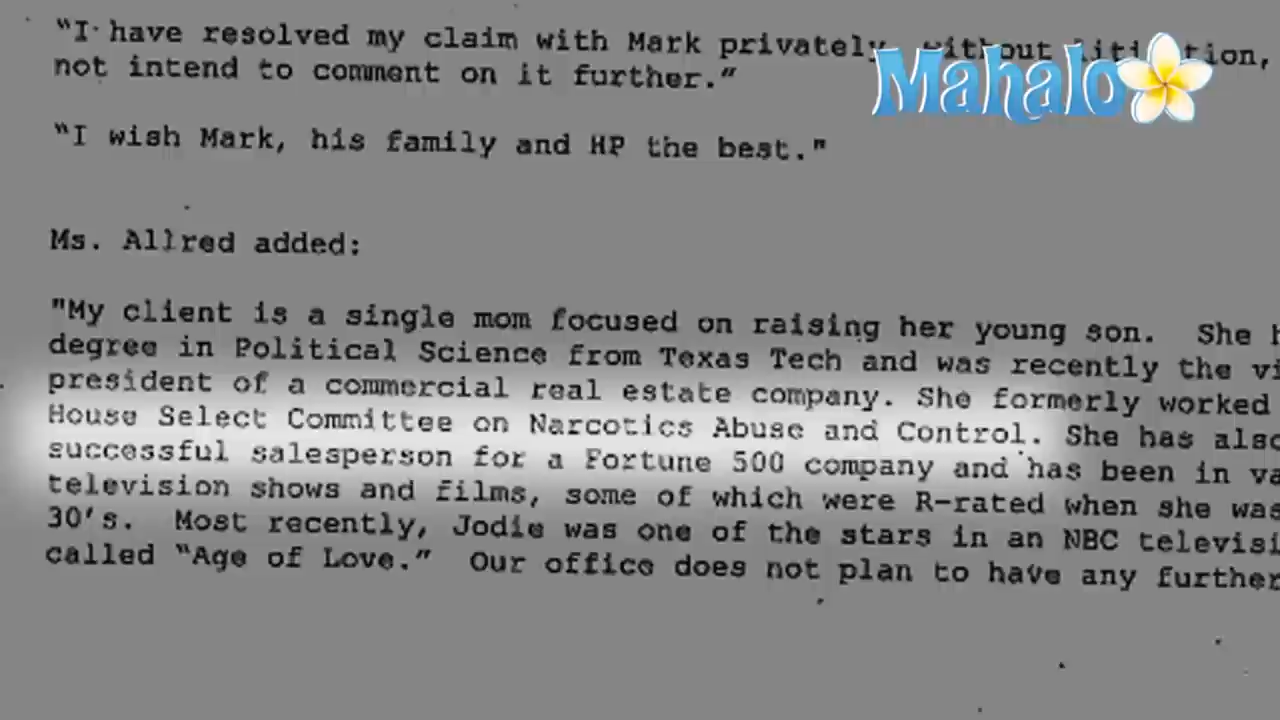 "I have resolved my claim with Mark privately, without litigation,
not intend to comment on it further."
Mahalo
"I wish Mark, his family and HP the best."
Ms. Allred added:
"My client is a single mom focused on raising her young son. She
degree in Political Science from Texas Tech and was recently the
president of a commercial real estate company. She formerly worked
House Select Committee on Narcotics Abuse and Control. She has also
successful salesperson for a Fortune 500 company and has been in
television shows and films, some of which were R-rated when she was
30's. Most recently, Jodie was one of the stars in an NBC
called "Age of Love." Our office does not plan to have any further